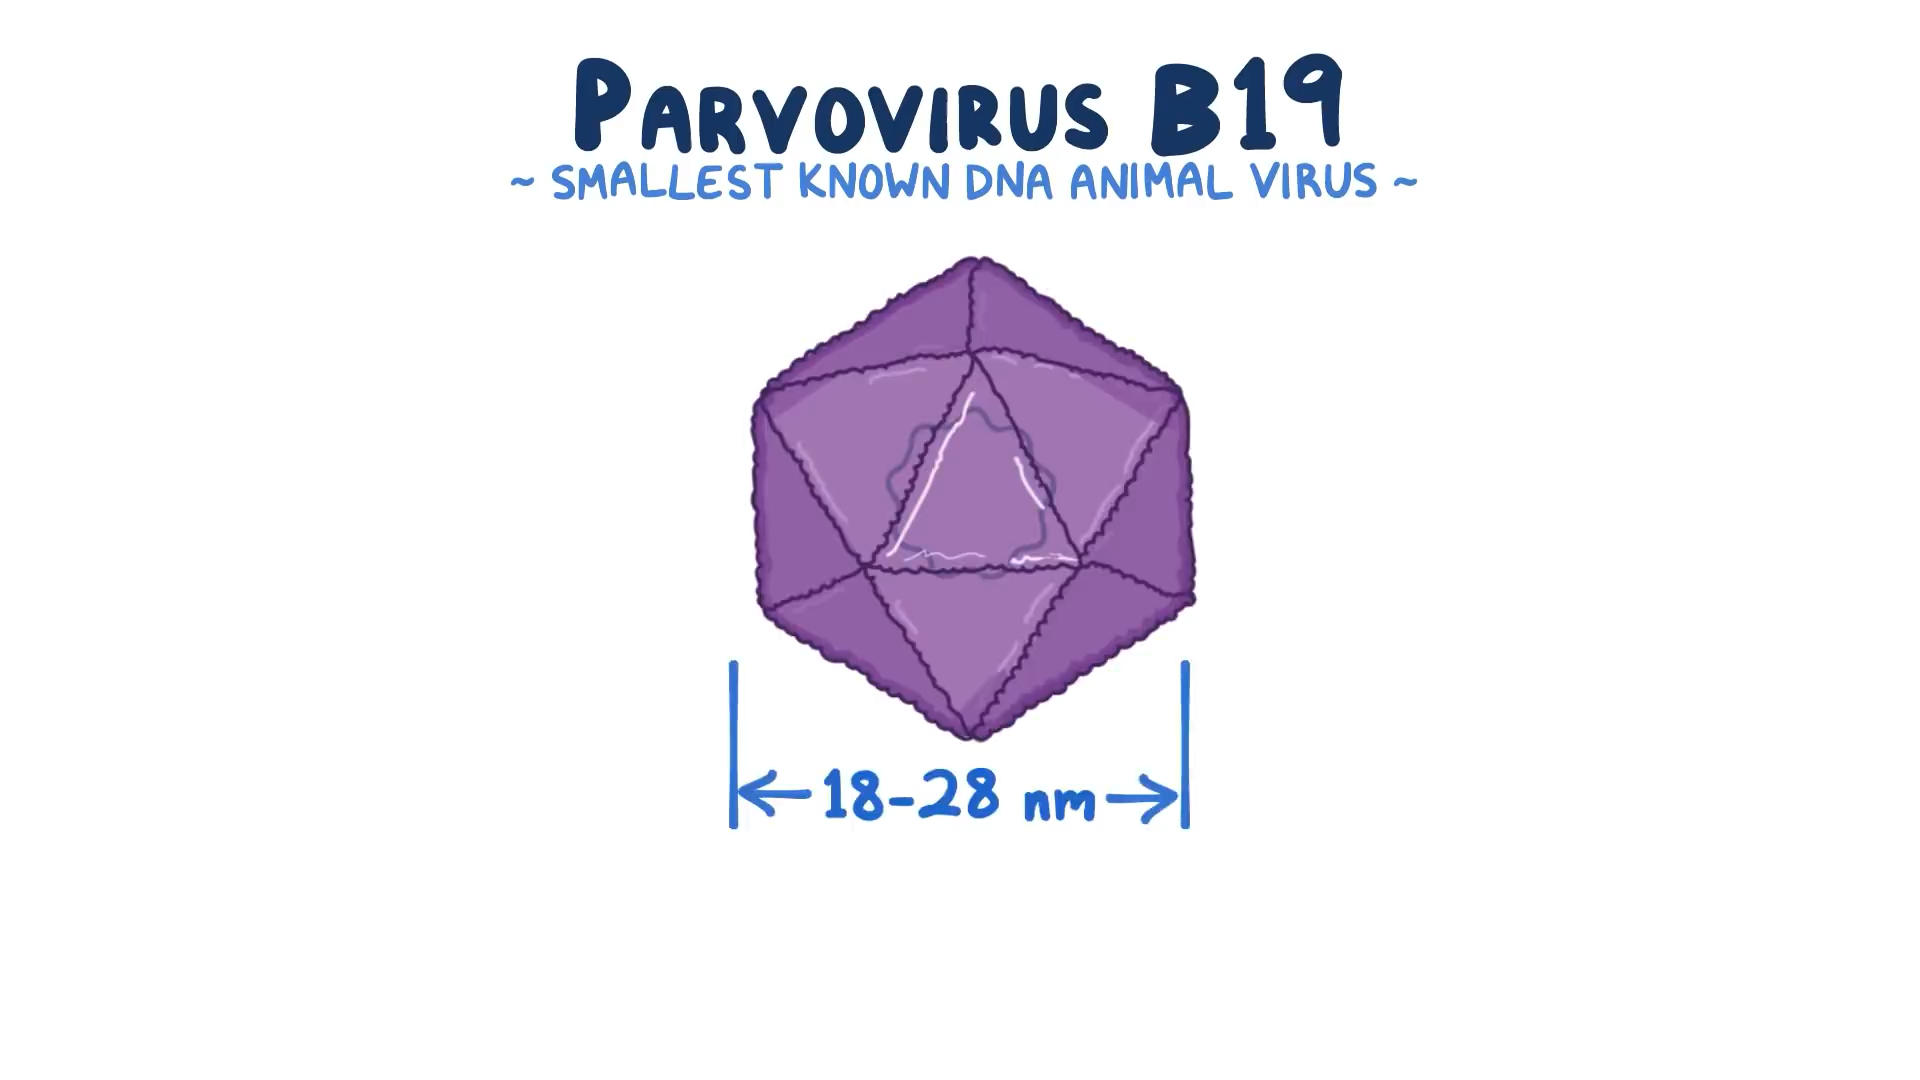 PARVOVIRUS B19
~ SMALLEST KNOWN DNA ANIMAL VIRUS ~
18-28 nm